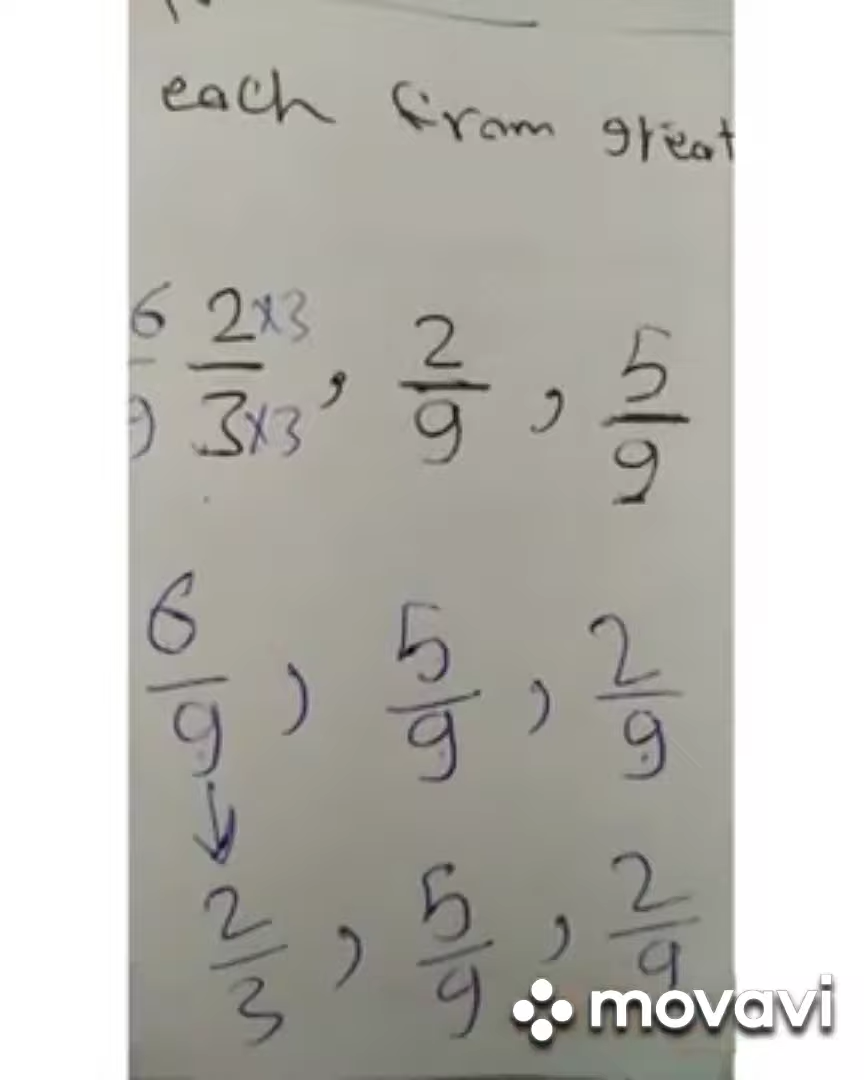 each from great
6/9 2×3/3×3 , 2/9 , 5/9
6/9 , 5/9 , 2/9
↓
2/3 , 5/9 , 2/9
movavi